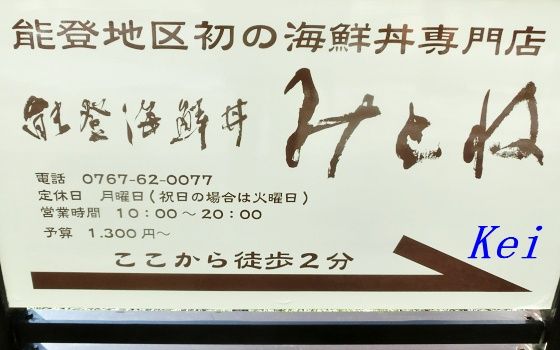 能登地区初の海鮮丼専門店
能登海鮮丼 みとね
電話 0767-62-0077
定休日 月曜日(祝日の場合は火曜日)
営業時間 10:00～20:00
予算 1.300円～
ここから徒歩2分
Kei